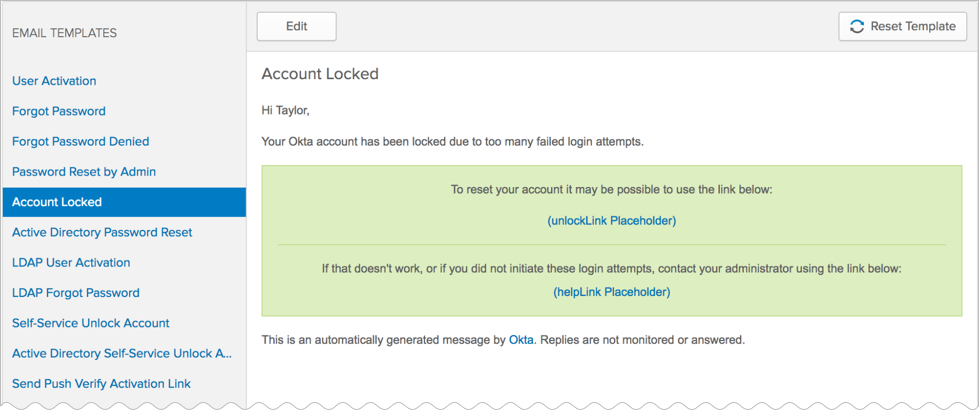 EMAIL TEMPLATES
User Activation
Forgot Password
Forgot Password Denied
Password Reset by Admin
Account Locked
Active Directory Password Reset
LDAP User Activation
LDAP Forgot Password
Self-Service Unlock Account
Active Directory Self-Service Unlock A...
Send Push Verify Activation Link
Edit
Reset Template
Account Locked
Hi Taylor,
Your Okta account has been locked due to too many failed login attempts.
To reset your account it may be possible to use the link below:
(unlockLink Placeholder)
If that doesn't work, or if you did not initiate these login attempts, contact your administrator using the link below:
(helpLink Placeholder)
This is an automatically generated message by Okta. Replies are not monitored or answered.